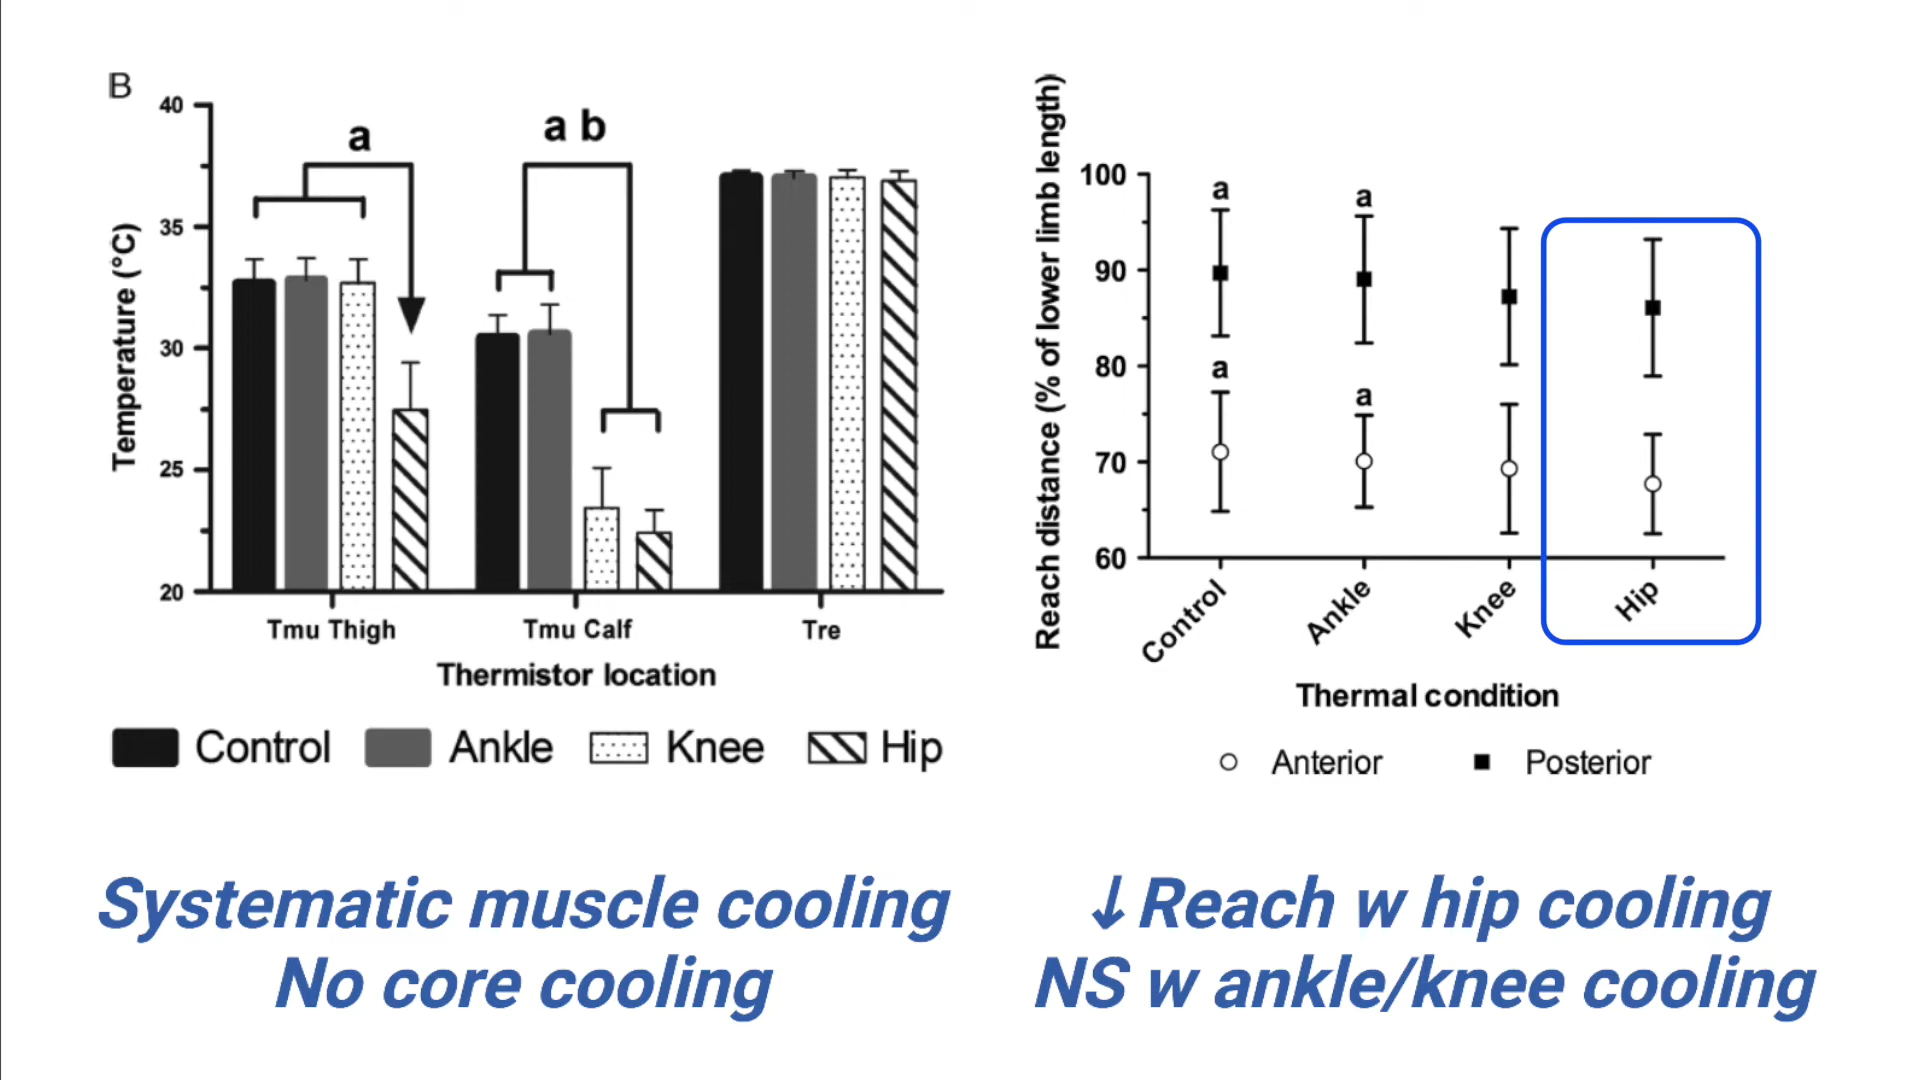 B
40
35
30
25
20
Temperature (°C)
a
a b
Tmu Thigh
Tmu Calf
Tre
Thermistor location
Control
Ankle
Knee
Hip
Reach distance (% of lower limb length)
100
90
80
70
60
a
a
a
a
Control
Ankle
Knee
Hip
Thermal condition
Anterior
Posterior
Systematic muscle cooling
No core cooling
↓Reach w hip cooling
NS w ankle/knee cooling